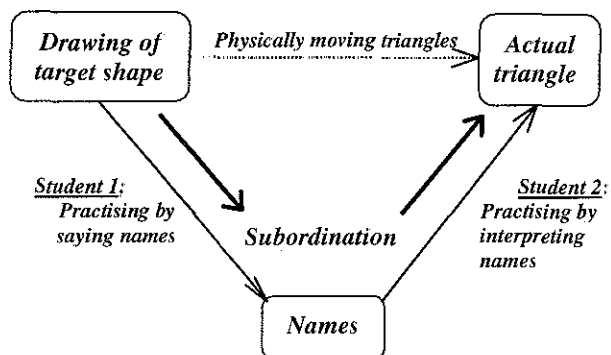 Drawing of
target shape
Physically moving triangles
Actual
triangle
Student 1:
Practising by
saying names
Subordination
Student 2:
Practising by
interpreting
names
Names